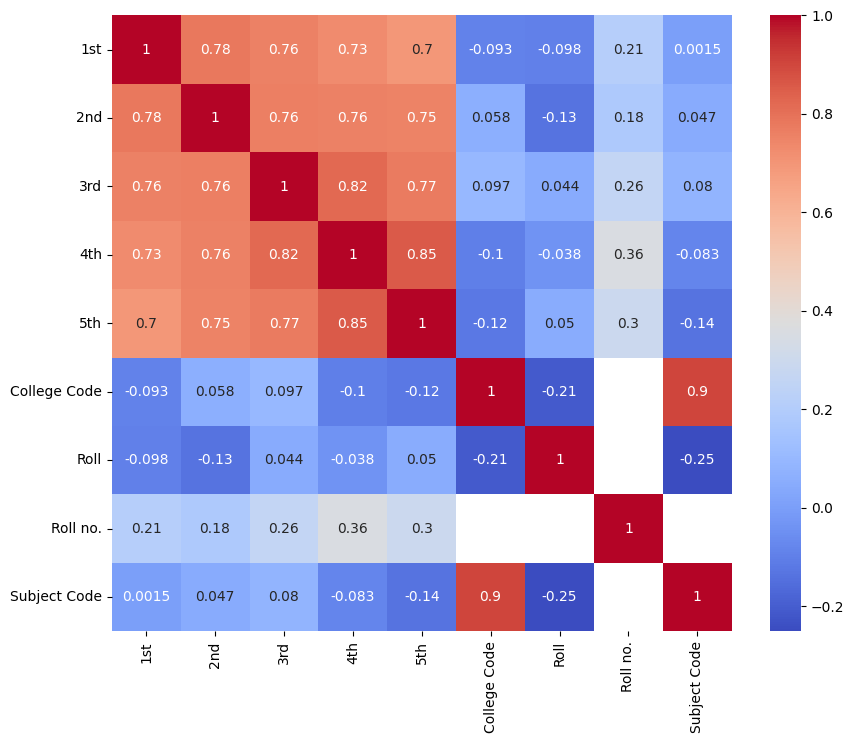 1st 1 0.78 0.76 0.73 0.7 -0.093 -0.098 0.21 0.0015
2nd 0.78 1 0.76 0.76 0.75 0.058 -0.13 0.18 0.047
3rd 0.76 0.76 1 0.82 0.77 0.097 0.044 0.26 0.08
4th 0.73 0.76 0.82 1 0.85 -0.1 -0.038 0.36 -0.083
5th 0.7 0.75 0.77 0.85 1 -0.12 0.05 0.3 -0.14
College Code -0.093 0.058 0.097 -0.1 -0.12 1 -0.21 0.9
Roll -0.098 -0.13 0.044 -0.038 0.05 -0.21 1 -0.25
Roll no. 0.21 0.18 0.26 0.36 0.3 1
Subject Code 0.0015 0.047 0.08 -0.083 -0.14 0.9 -0.25 1
1st 2nd 3rd 4th 5th College Code Roll Roll no. Subject Code
1.0
0.8
0.6
0.4
0.2
0.0
−0.2